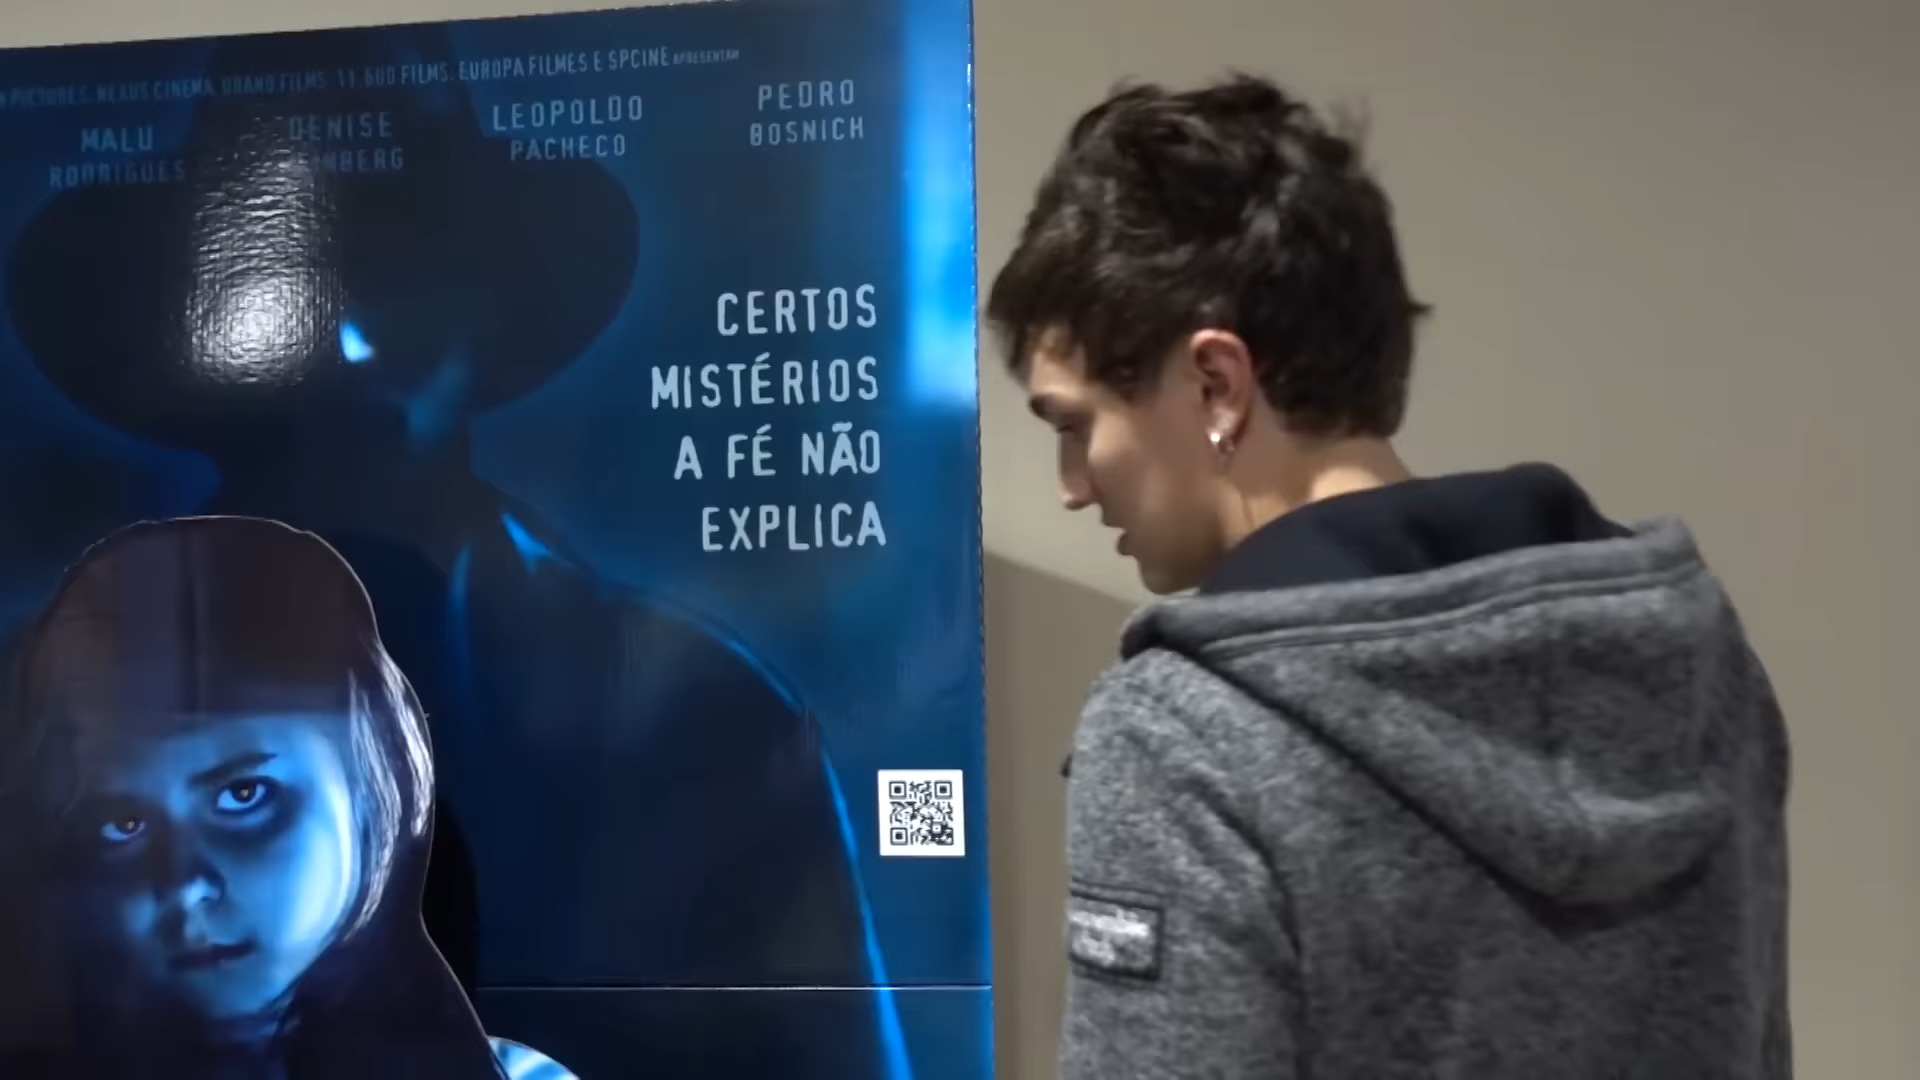 PICTURES, NEXUS CINEMA, URANO FILMS, 11.600 FILMS, EUROPA FILMES E SPCINE APRESENTAM
MALU
RODRIGUES
DENISE
LEOPOLDO
PACHECO
PEDRO
BOSNICH
CERTOS
MISTÉRIOS
A FÉ NÃO
EXPLICA